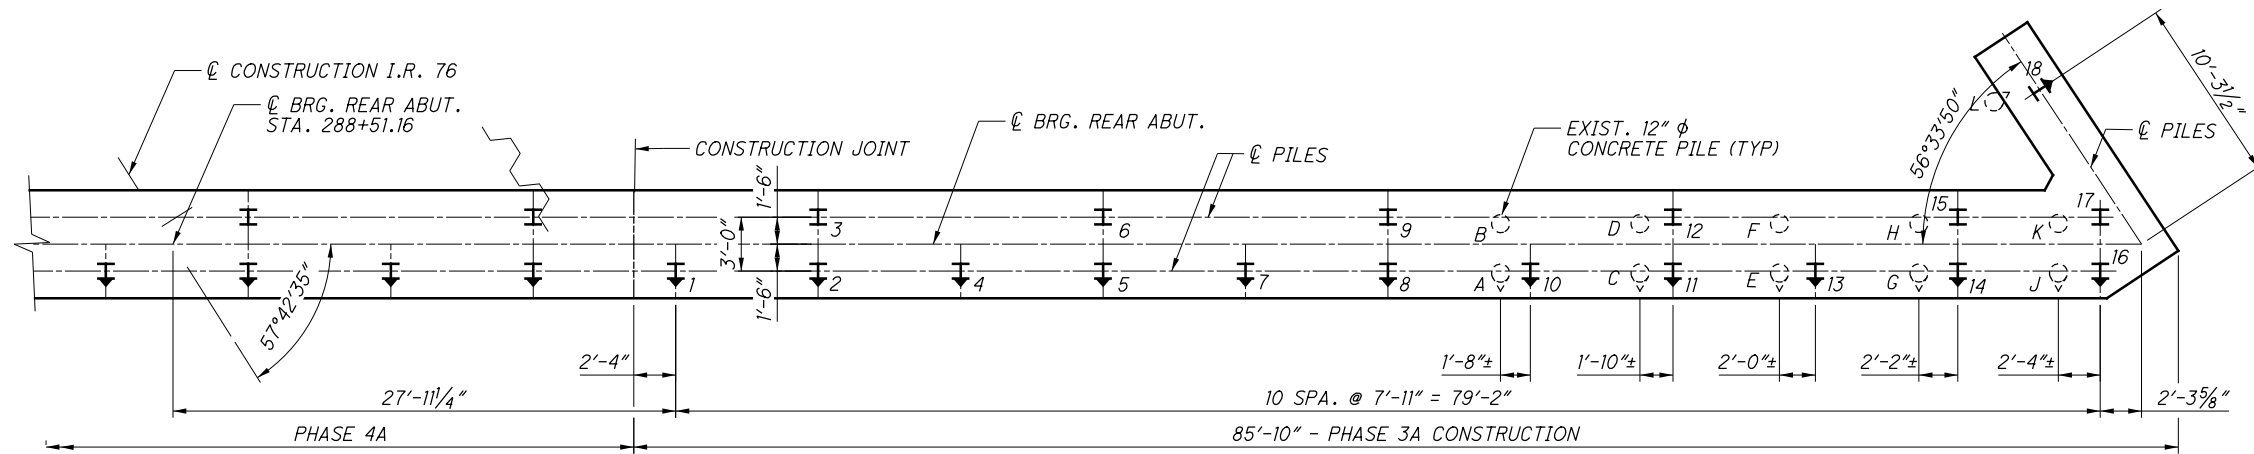 ℄ CONSTRUCTION I.R. 76
℄ BRG. REAR ABUT.
STA. 288+51.16
CONSTRUCTION JOINT
℄ BRG. REAR ABUT.
℄ PILES
EXIST. 12" ϕ
CONCRETE PILE (TYP)
℄ PILES
10'-3½"
56°33'50"
57°42'35"
1'-6"
3'-0"
1'-6"
18
L
3
6
9
B
D
12
F
H
15
K
17
1
2
4
5
7
8
A
10
C
11
E
13
G
14
J
16
2'-4"
1'-8"±
1'-10"±
2'-0"±
2'-2"±
2'-4"±
27'-11¼"
10 SPA. @ 7'-11" = 79'-2"
2'-3⅝"
PHASE 4A
85'-10" - PHASE 3A CONSTRUCTION